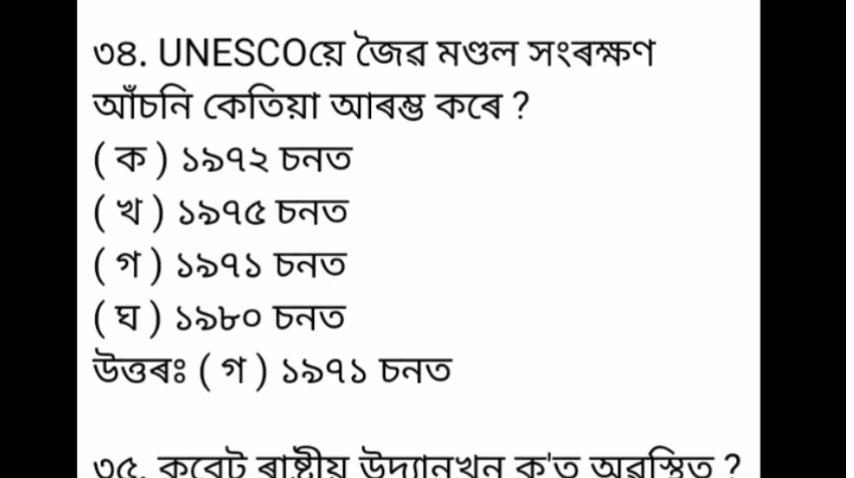 ৩৪. UNESCOয়ে জৈৱ মণ্ডল সংৰক্ষণ
আঁচনি কেতিয়া আৰম্ভ কৰে ?
( ক ) ১৯৭২ চনত
( খ ) ১৯৭৫ চনত
( গ ) ১৯৭১ চনত
( ঘ ) ১৯৮০ চনত
উত্তৰঃ ( গ ) ১৯৭১ চনত
৩৫. কবেট ৰাষ্ট্ৰীয় উদ্যানখন ক'ত অৱস্থিত ?